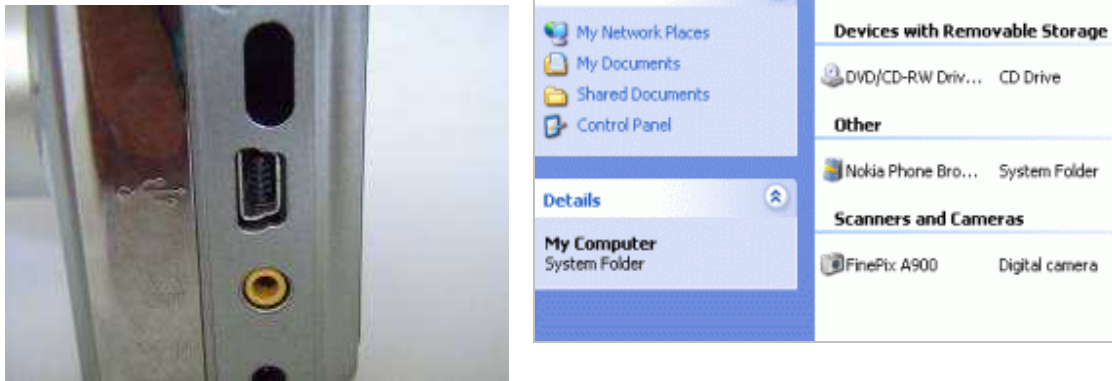 My Network Places
My Documents
Shared Documents
Control Panel
Details
My Computer
System Folder
Devices with Removable Storage
DVD/CD-RW Driv... CD Drive
Other
Nokia Phone Bro... System Folder
Scanners and Cameras
FinePix A900 Digital camera